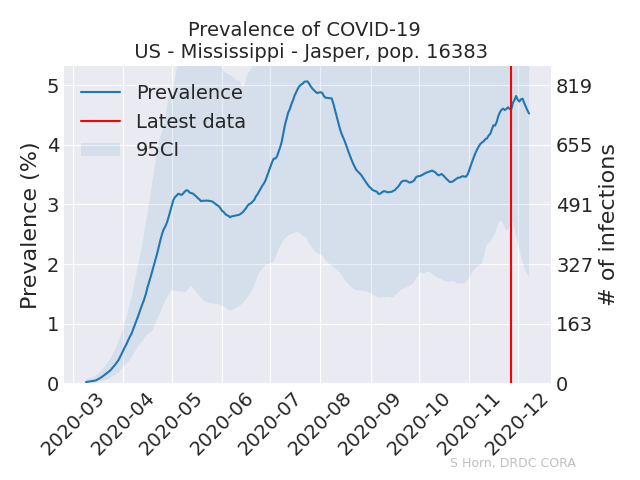 Prevalence of COVID-19
US - Mississippi - Jasper, pop. 16383
Prevalence
Latest data
95CI
Prevalence (%)
5
4
3
2
1
0
# of infections
819
655
491
327
163
0
2020-03
2020-04
2020-05
2020-06
2020-07
2020-08
2020-09
2020-10
2020-11
2020-12
S Horn, DRDC CORA